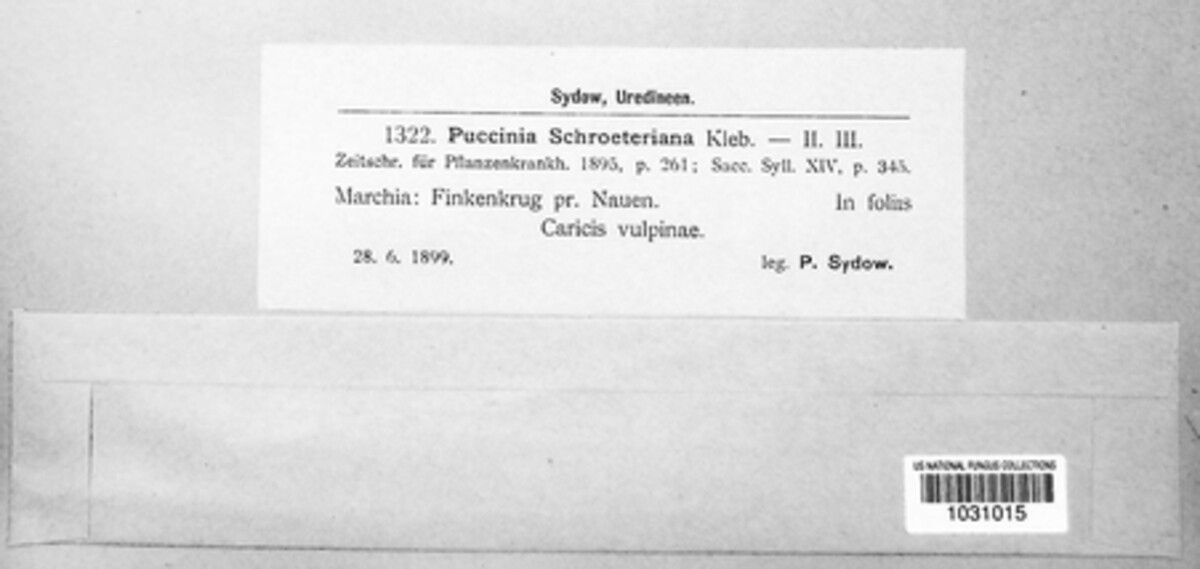 Sydow, Uredineen.
1322. Puccinia Schroeteriana Kleb. — II. III.
Zeitschr. für Pflanzenkrankh. 1895, p. 261; Sacc. Syll. XIV, p. 345.
Marchia: Finkenkrug pr. Nauen. In folius
Caricis vulpinae.
28. 6. 1899. leg. P. Sydow.
US NATIONAL FUNGUS COLLECTIONS
1031015